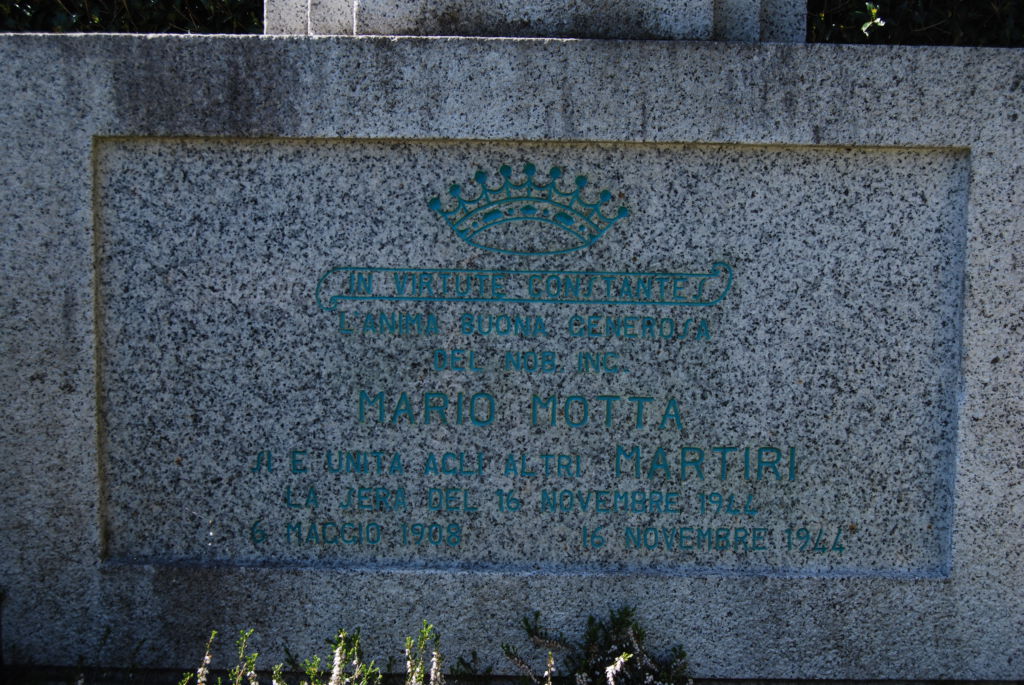 IN VIRTUTE CONSTANTES
L'ANIMA BUONA GENEROSA
DEL NOB. ING.
MARIO MOTTA
SI E UNITA AGLI ALTRI MARTIRI
LA SERA DEL 16 NOVEMBRE 1944
6 MAGGIO 1908 16 NOVEMBRE 1944